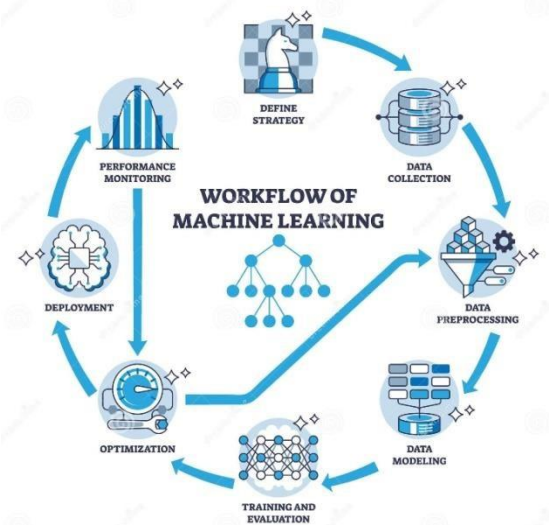 DEFINE
STRATEGY
DATA
COLLECTION
PERFORMANCE
MONITORING
WORKFLOW OF
MACHINE LEARNING
DEPLOYMENT
DATA
PREPROCESSING
OPTIMIZATION
DATA
MODELING
TRAINING AND
EVALUATION